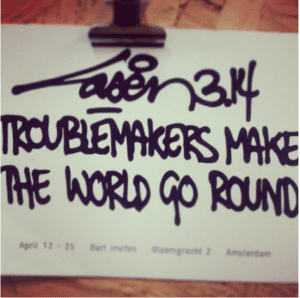 Laser 3.14
TROUBLEMAKERS MAKE
THE WORLD GO ROUND
April 12 - 25 Bart Invites Bloemgracht 2 Amsterdam